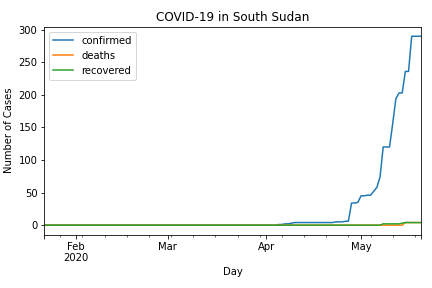 COVID-19 in South Sudan
confirmed
deaths
recovered
300
250
200
150
100
50
0
Number of Cases
Feb
2020
Mar
Apr
May
Day